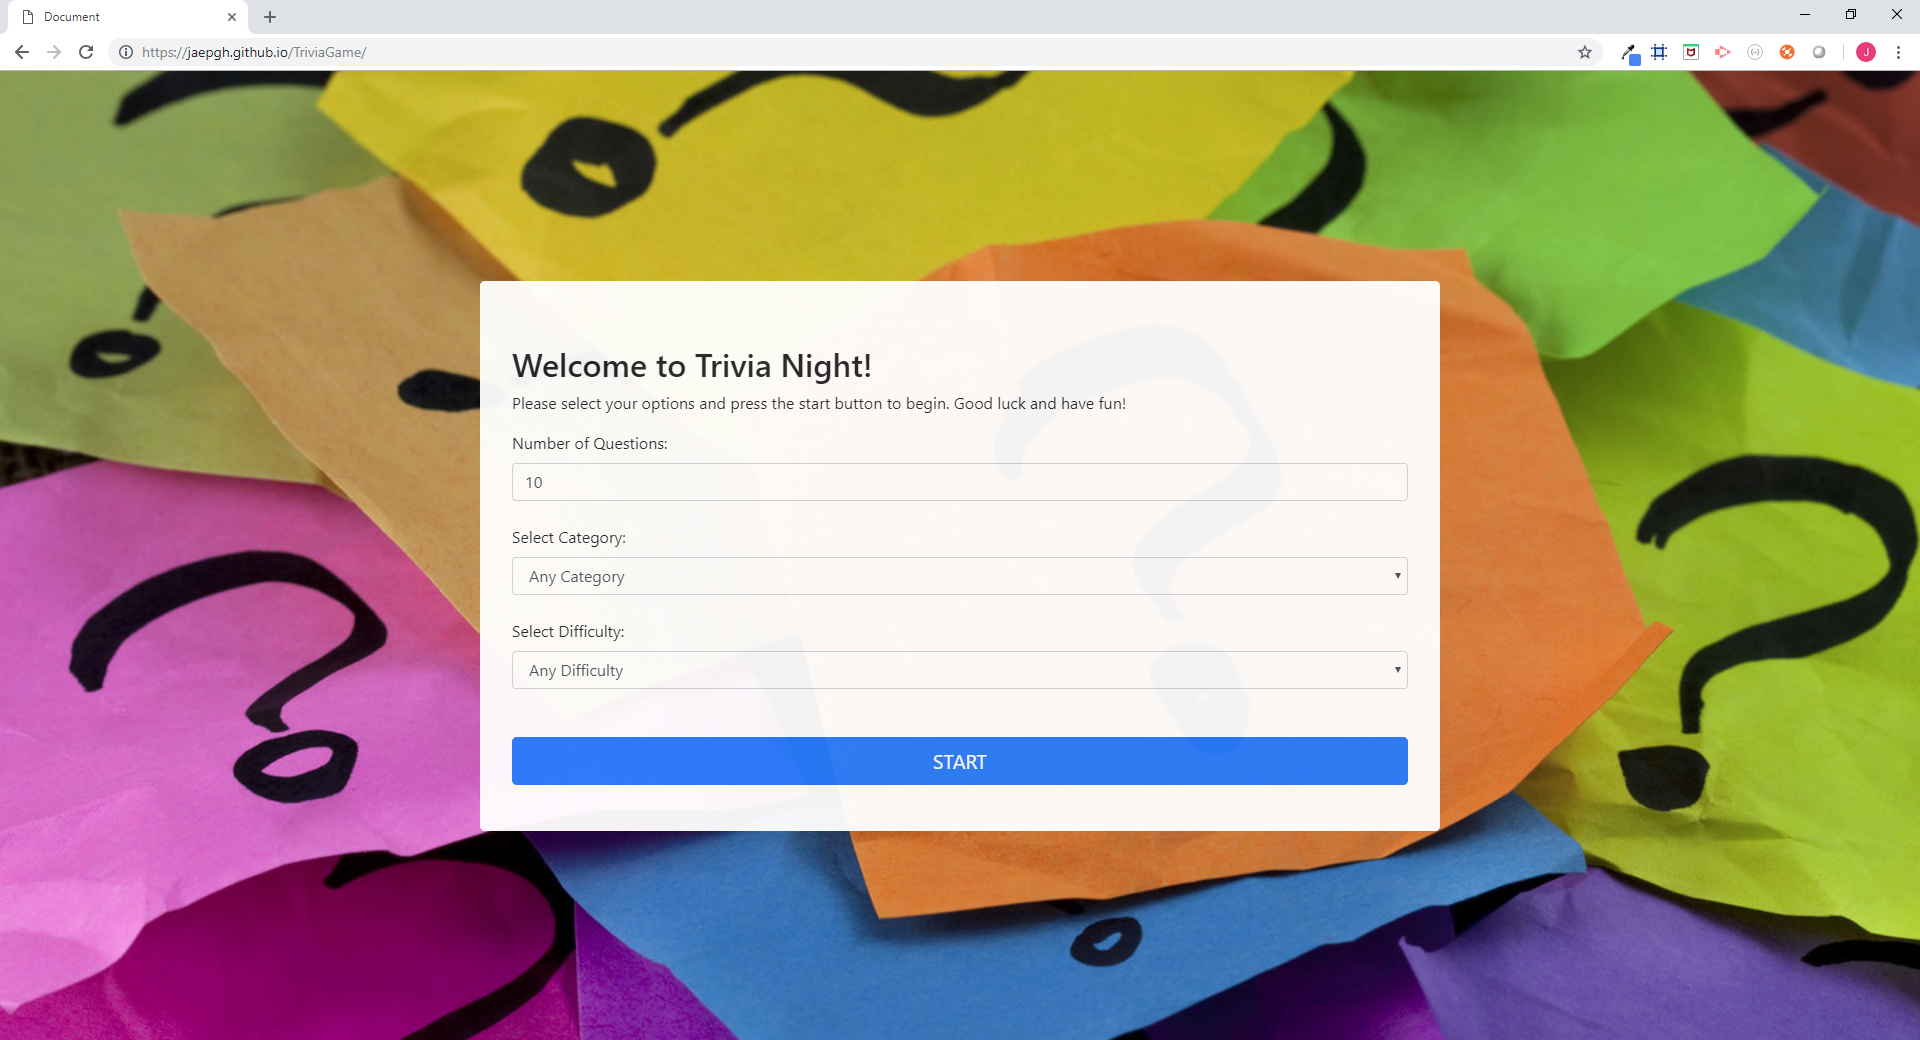 Document
https://jaepgh.github.io/TriviaGame/
J
Welcome to Trivia Night!
Please select your options and press the start button to begin. Good luck and have fun!
Number of Questions:
10
Select Category:
Any Category
Select Difficulty:
Any Difficulty
START